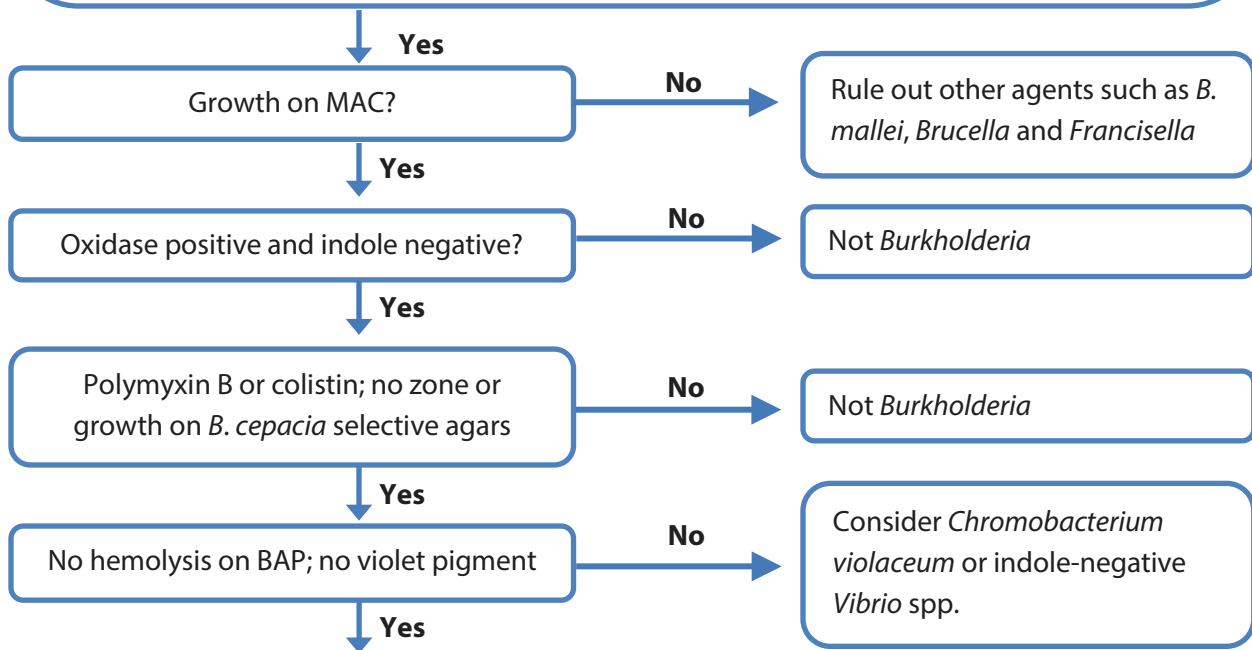 Yes
Growth on MAC?
No
Rule out other agents such as B.
mallei, Brucella and Francisella
Yes
Oxidase positive and indole negative?
No
Not Burkholderia
Yes
Polymyxin B or colistin; no zone or
growth on B. cepacia selective agars
No
Not Burkholderia
Yes
No hemolysis on BAP; no violet pigment
No
Consider Chromobacterium
violaceum or indole-negative
Vibrio spp.
Yes